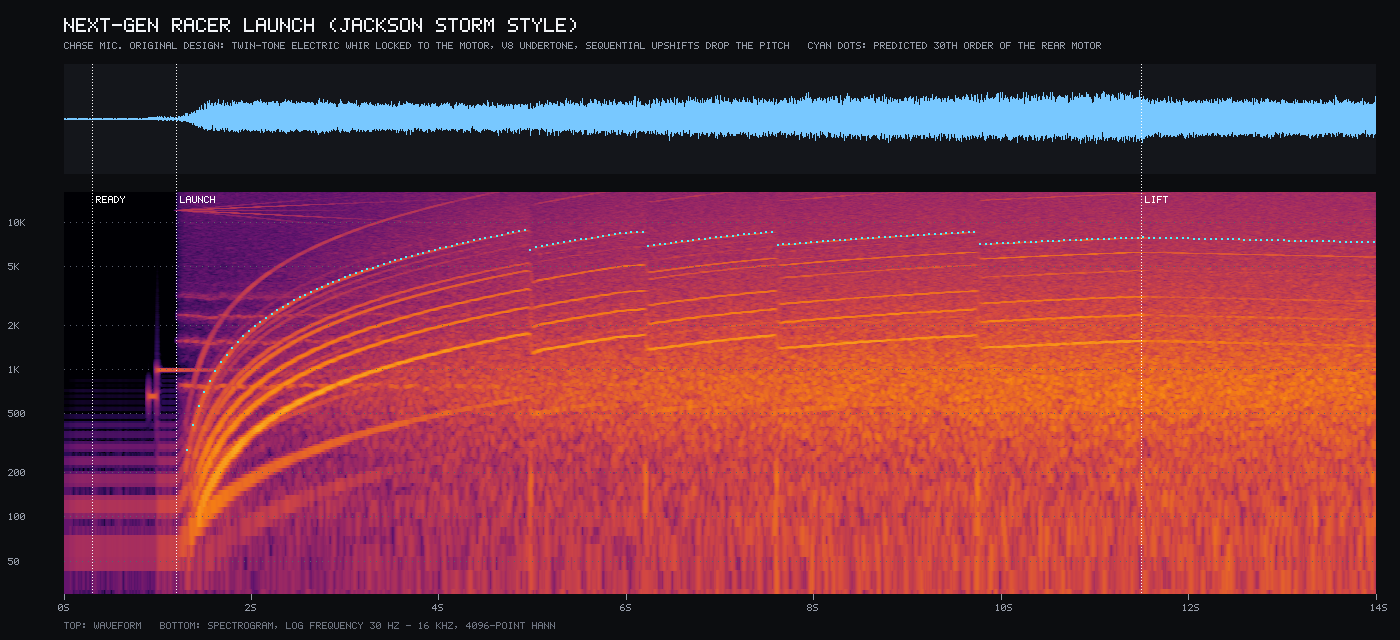 NEXT-GEN RACER LAUNCH (JACKSON STORM STYLE)
CHASE MIC. ORIGINAL DESIGN: TWIN-TONE ELECTRIC WHIR LOCKED TO THE MOTOR, V8 UNDERTONE, SEQUENTIAL UPSHIFTS DROP THE PITCH   CYAN DOTS: PREDICTED 30TH ORDER OF THE REAR MOTOR
READY
LAUNCH
LIFT
10K
5K
2K
1K
500
200
100
50
0S 2S 4S 6S 8S 10S 12S 14S
TOP: WAVEFORM   BOTTOM: SPECTROGRAM, LOG FREQUENCY 30 HZ - 16 KHZ, 4096-POINT HANN